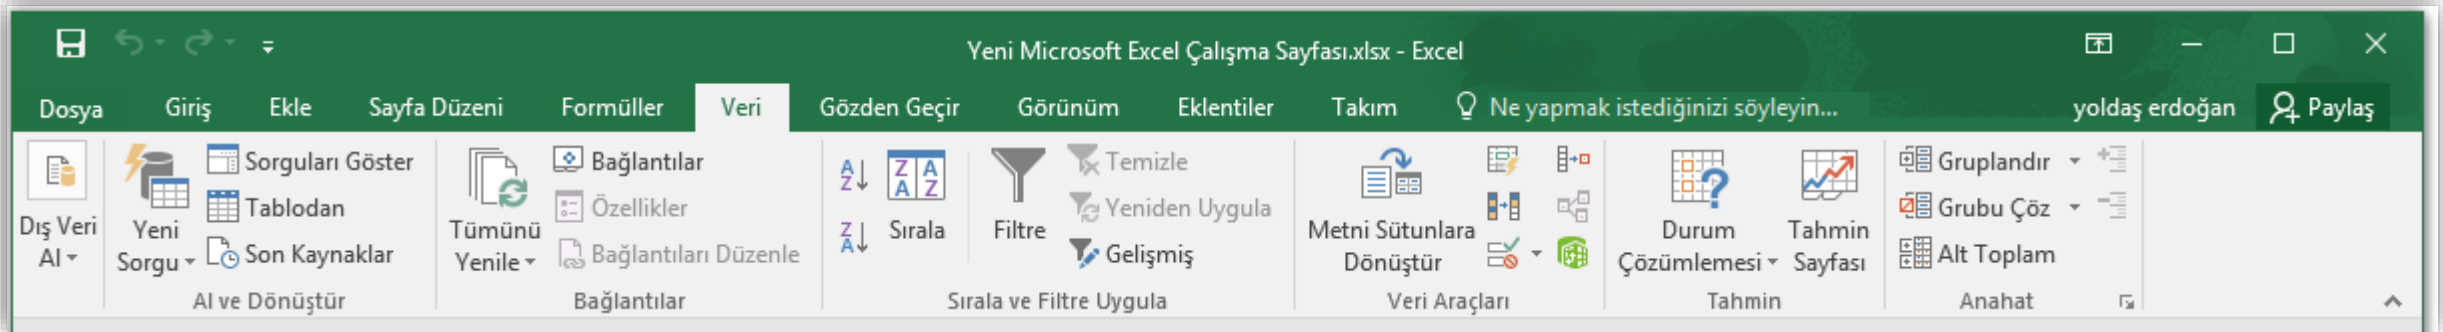 Yeni Microsoft Excel Çalışma Sayfası.xlsx - Excel
Dosya Giriş Ekle Sayfa Düzeni Formüller Veri Gözden Geçir Görünüm Eklentiler Takım Ne yapmak istediğinizi söyleyin... yoldaş erdoğan Paylaş
Dış Veri
Al
Yeni
Sorgu
Sorguları Göster
Tablodan
Son Kaynaklar
Al ve Dönüştür
Tümünü
Yenile
Bağlantılar
Özellikler
Bağlantıları Düzenle
Bağlantılar
Sırala
Filtre
Temizle
Yeniden Uygula
Gelişmiş
Sırala ve Filtre Uygula
Metni Sütunlara
Dönüştür
Veri Araçları
Durum
Çözümlemesi
Tahmin
Sayfası
Tahmin
Gruplandır
Grubu Çöz
Alt Toplam
Anahat